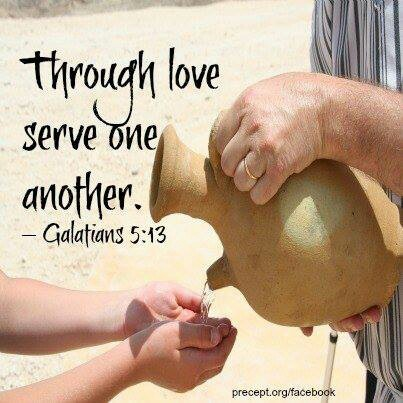 Through love
serve one
another.
– Galatians 5:13
precept.org/facebook